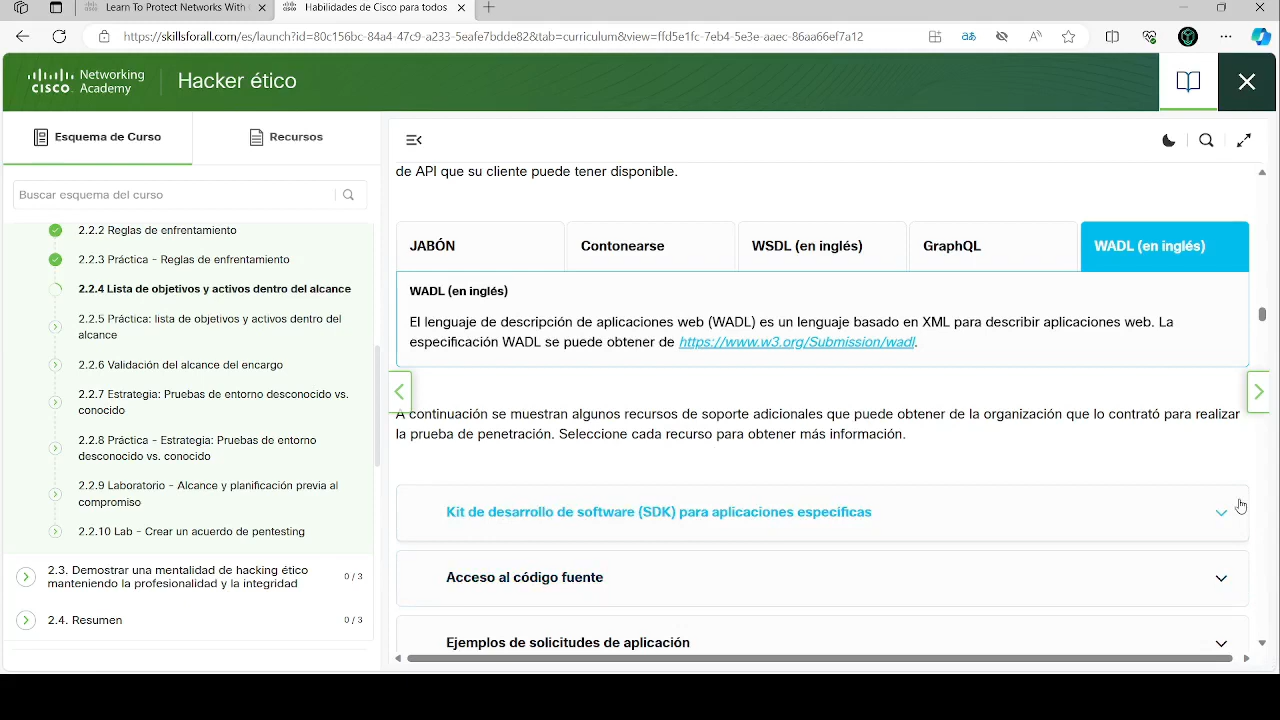 Learn To Protect Networks With
Habilidades de Cisco para todos
https://skillsforall.com/es/launch?id=80c156bc-84a4-47c9-a233-5eafe7bdde82&tab=curriculum&view=ffd5e1fc-7eb4-5e3e-aaec-86aa66ef7a12
Networking
CISCO Academy
Hacker ético
Esquema de Curso
Recursos
Buscar esquema del curso
2.2.2 Reglas de enfrentamiento
2.2.3 Práctica - Reglas de enfrentamiento
2.2.4 Lista de objetivos y activos dentro del alcance
2.2.5 Práctica: lista de objetivos y activos dentro del
alcance
2.2.6 Validación del alcance del encargo
2.2.7 Estrategia: Pruebas de entorno desconocido vs.
conocido
2.2.8 Práctica - Estrategia: Pruebas de entorno
desconocido vs. conocido
2.2.9 Laboratorio - Alcance y planificación previa al
compromiso
2.2.10 Lab - Crear un acuerdo de pentesting
2.3. Demostrar una mentalidad de hacking ético
manteniendo la profesionalidad y la integridad
0 / 3
2.4. Resumen
0 / 3
de API que su cliente puede tener disponible.
JABÓN
Contonearse
WSDL (en inglés)
GraphQL
WADL (en inglés)
WADL (en inglés)
El lenguaje de descripción de aplicaciones web (WADL) es un lenguaje basado en XML para describir aplicaciones web. La
especificación WADL se puede obtener de https://www.w3.org/Submission/wadl.
A continuación se muestran algunos recursos de soporte adicionales que puede obtener de la organización que lo contrató para realizar
la prueba de penetración. Seleccione cada recurso para obtener más información.
Kit de desarrollo de software (SDK) para aplicaciones específicas
Acceso al código fuente
Ejemplos de solicitudes de aplicación